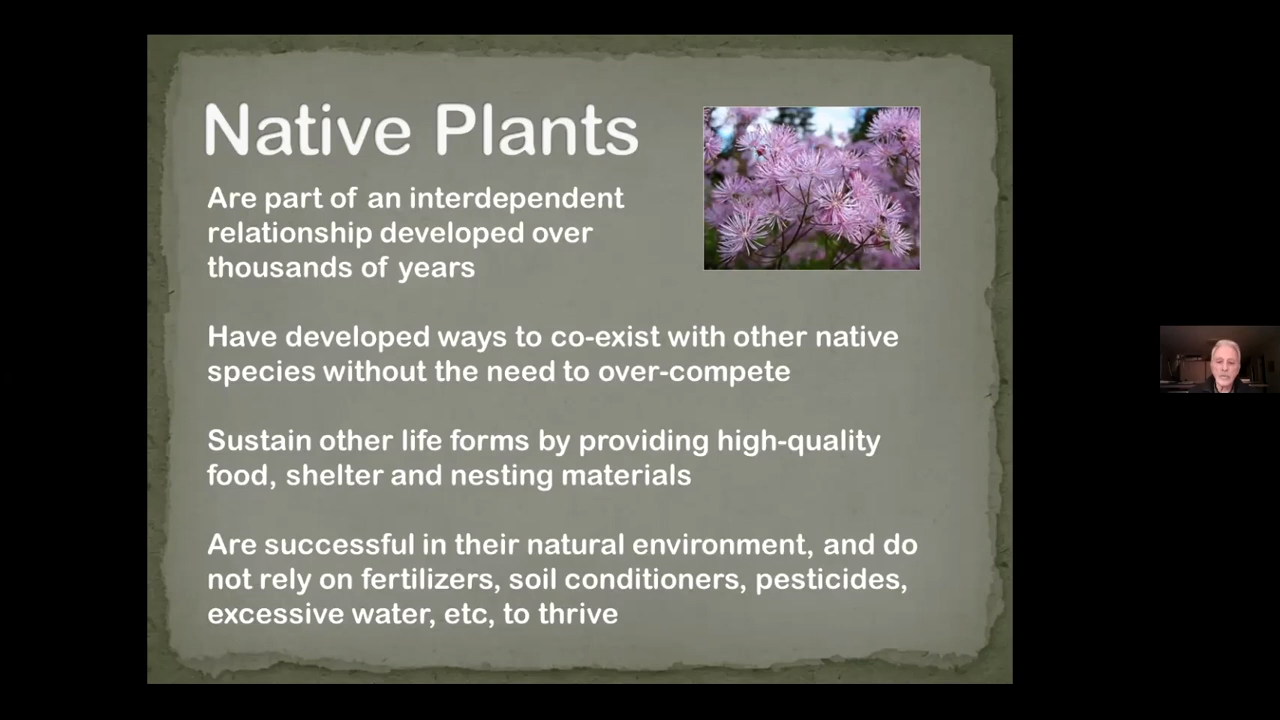 Native Plants
Are part of an interdependent
relationship developed over
thousands of years
Have developed ways to co-exist with other native
species without the need to over-compete
Sustain other life forms by providing high-quality
food, shelter and nesting materials
Are successful in their natural environment, and do
not rely on fertilizers, soil conditioners, pesticides,
excessive water, etc, to thrive